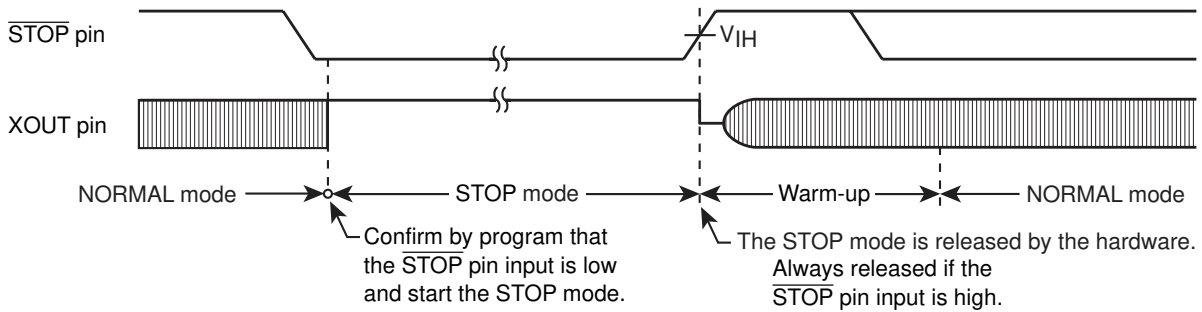 STOP pin
VIH
XOUT pin
NORMAL mode
STOP mode
Warm-up
NORMAL mode
Confirm by program that
the STOP pin input is low
and start the STOP mode.
The STOP mode is released by the hardware.
Always released if the
STOP pin input is high.